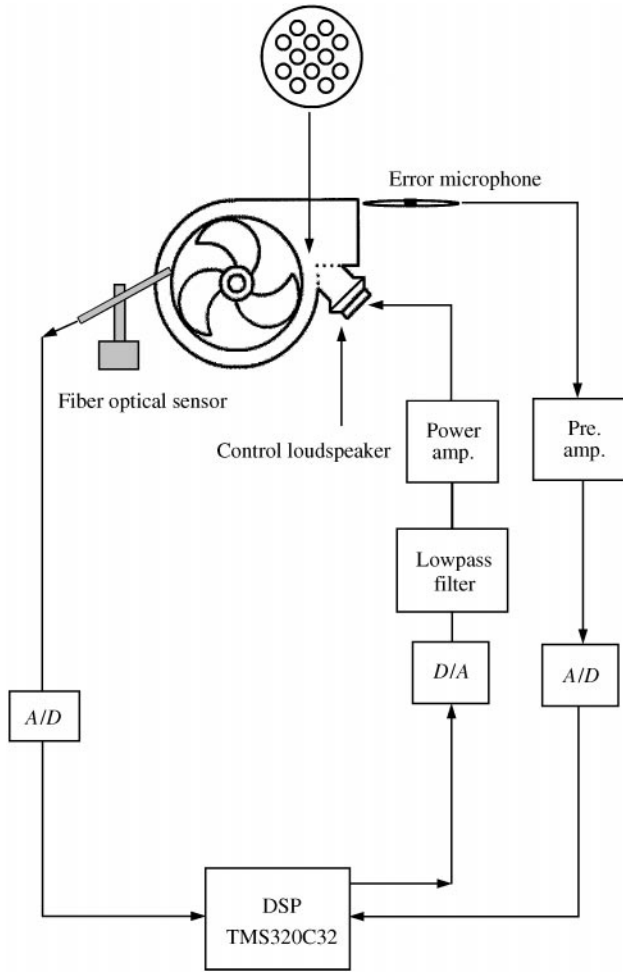 Error microphone
Fiber optical sensor
Control loudspeaker
Power
amp.
Pre.
amp.
Lowpass
filter
D/A
A/D
A/D
DSP
TMS320C32